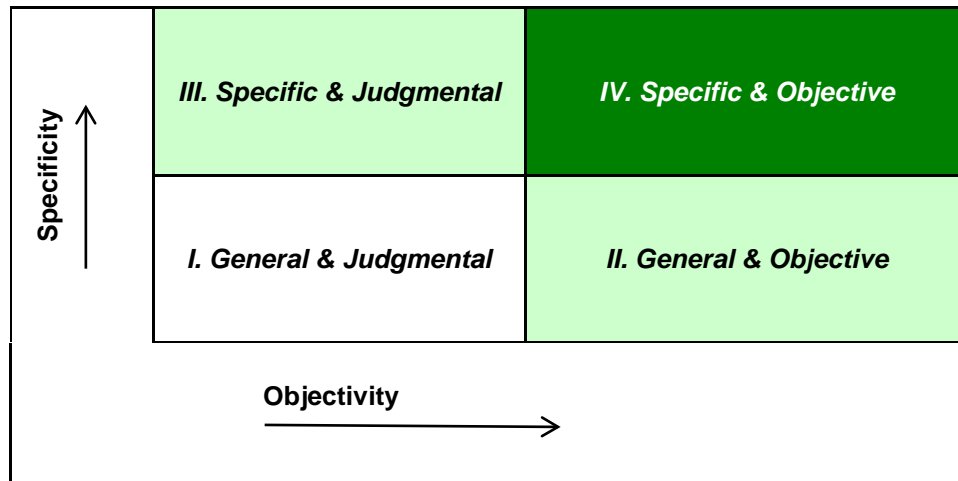 Specificity
III. Specific & Judgmental
IV. Specific & Objective
I. General & Judgmental
II. General & Objective
Objectivity